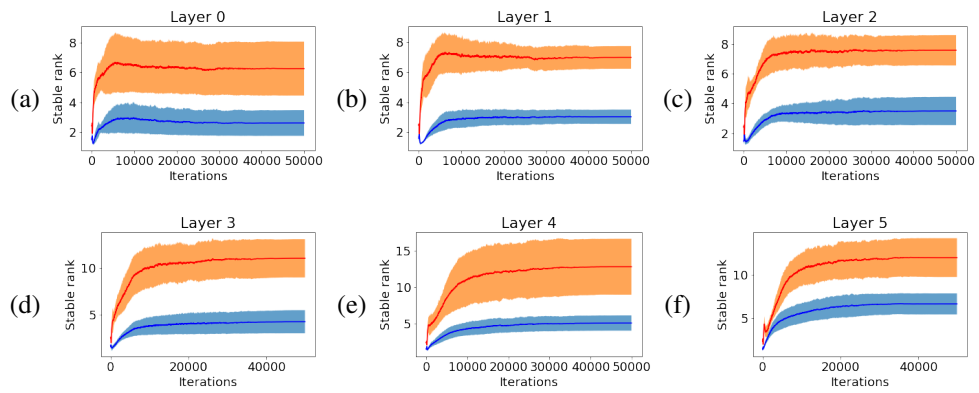 Layer 0
Layer 1
Layer 2
(a)
Stable rank
8
6
4
2
0 10000 20000 30000 40000 50000
Iterations
(b)
Stable rank
8
6
4
2
0 10000 20000 30000 40000 50000
Iterations
(c)
Stable rank
8
6
4
2
0 10000 20000 30000 40000 50000
Iterations
Layer 3
Layer 4
Layer 5
(d)
Stable rank
10
5
0 20000 40000
Iterations
(e)
Stable rank
15
10
5
0 10000 20000 30000 40000 50000
Iterations
(f)
Stable rank
10
5
0 20000 40000
Iterations